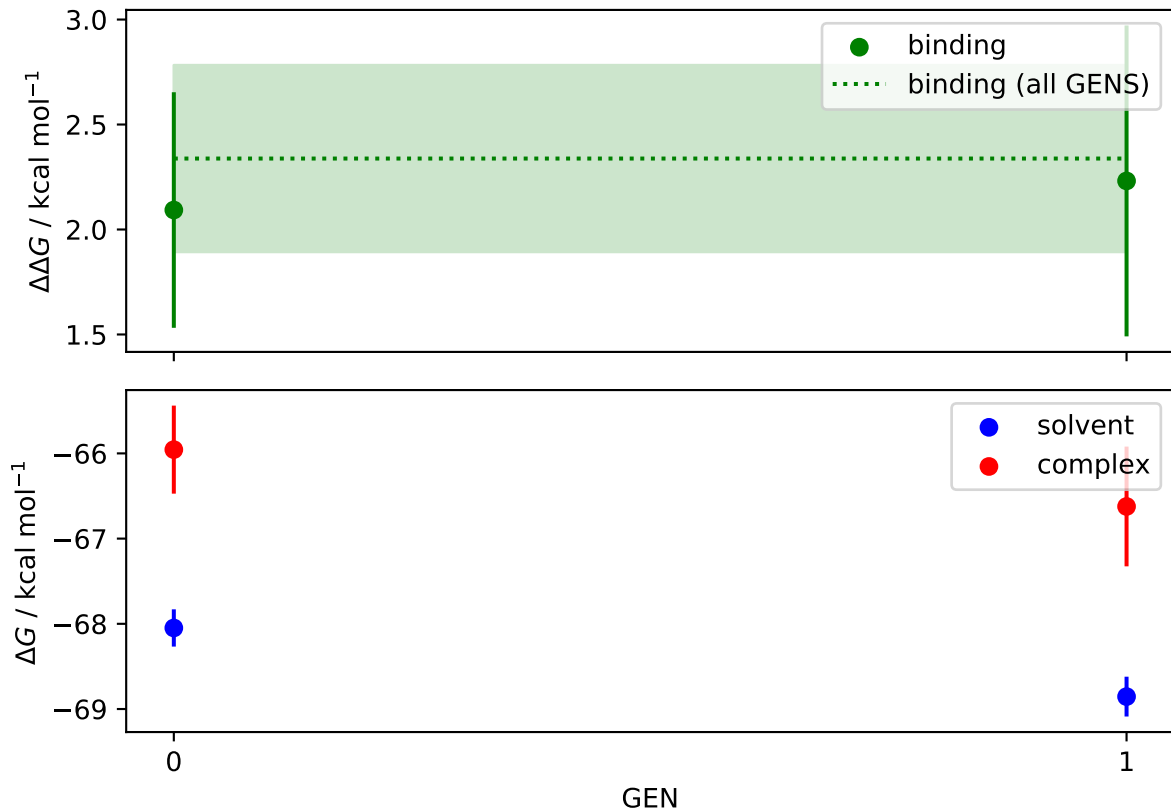 3.0
2.5
2.0
1.5
ΔΔG / kcal mol⁻¹
binding
binding (all GENS)
−66
−67
−68
−69
ΔG / kcal mol⁻¹
solvent
complex
0
1
GEN